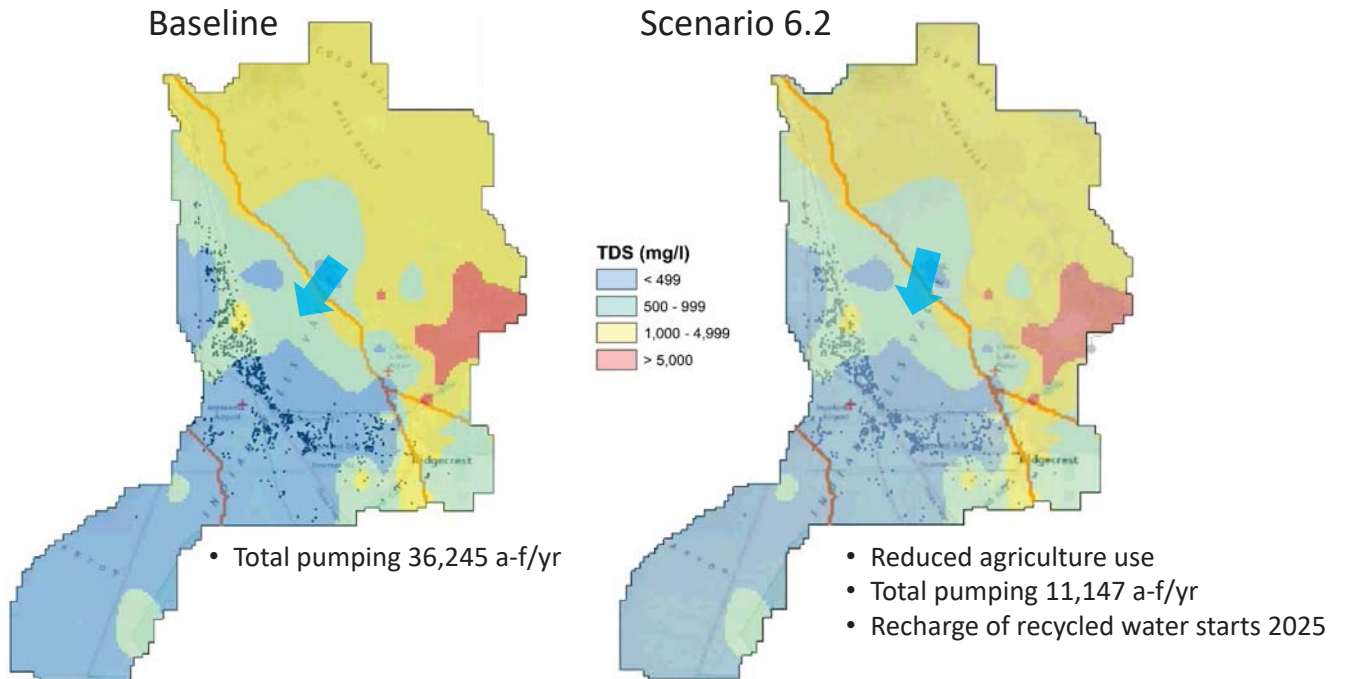 Baseline
Scenario 6.2
TDS (mg/l)
< 499
500 - 999
1,000 - 4,999
> 5,000
Ridgecrest
• Total pumping 36,245 a-f/yr
• Reduced agriculture use
• Total pumping 11,147 a-f/yr
• Recharge of recycled water starts 2025